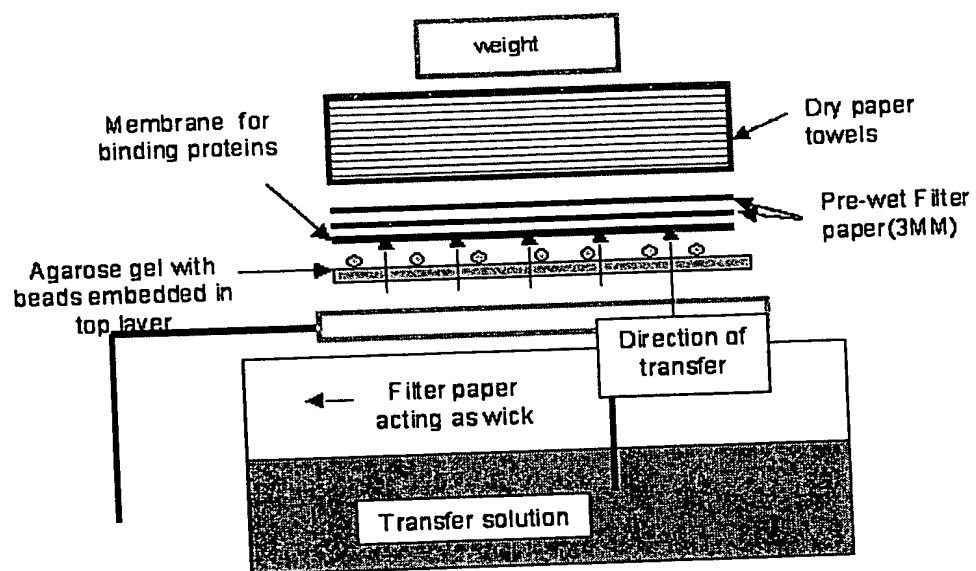 weight
Membrane for
binding proteins
Dry paper
towels
Pre-wet Filter
paper(3MM)
Agarose gel with
beads embedded in
top layer
Direction of
transfer
Filter paper
acting as wick
Transfer solution